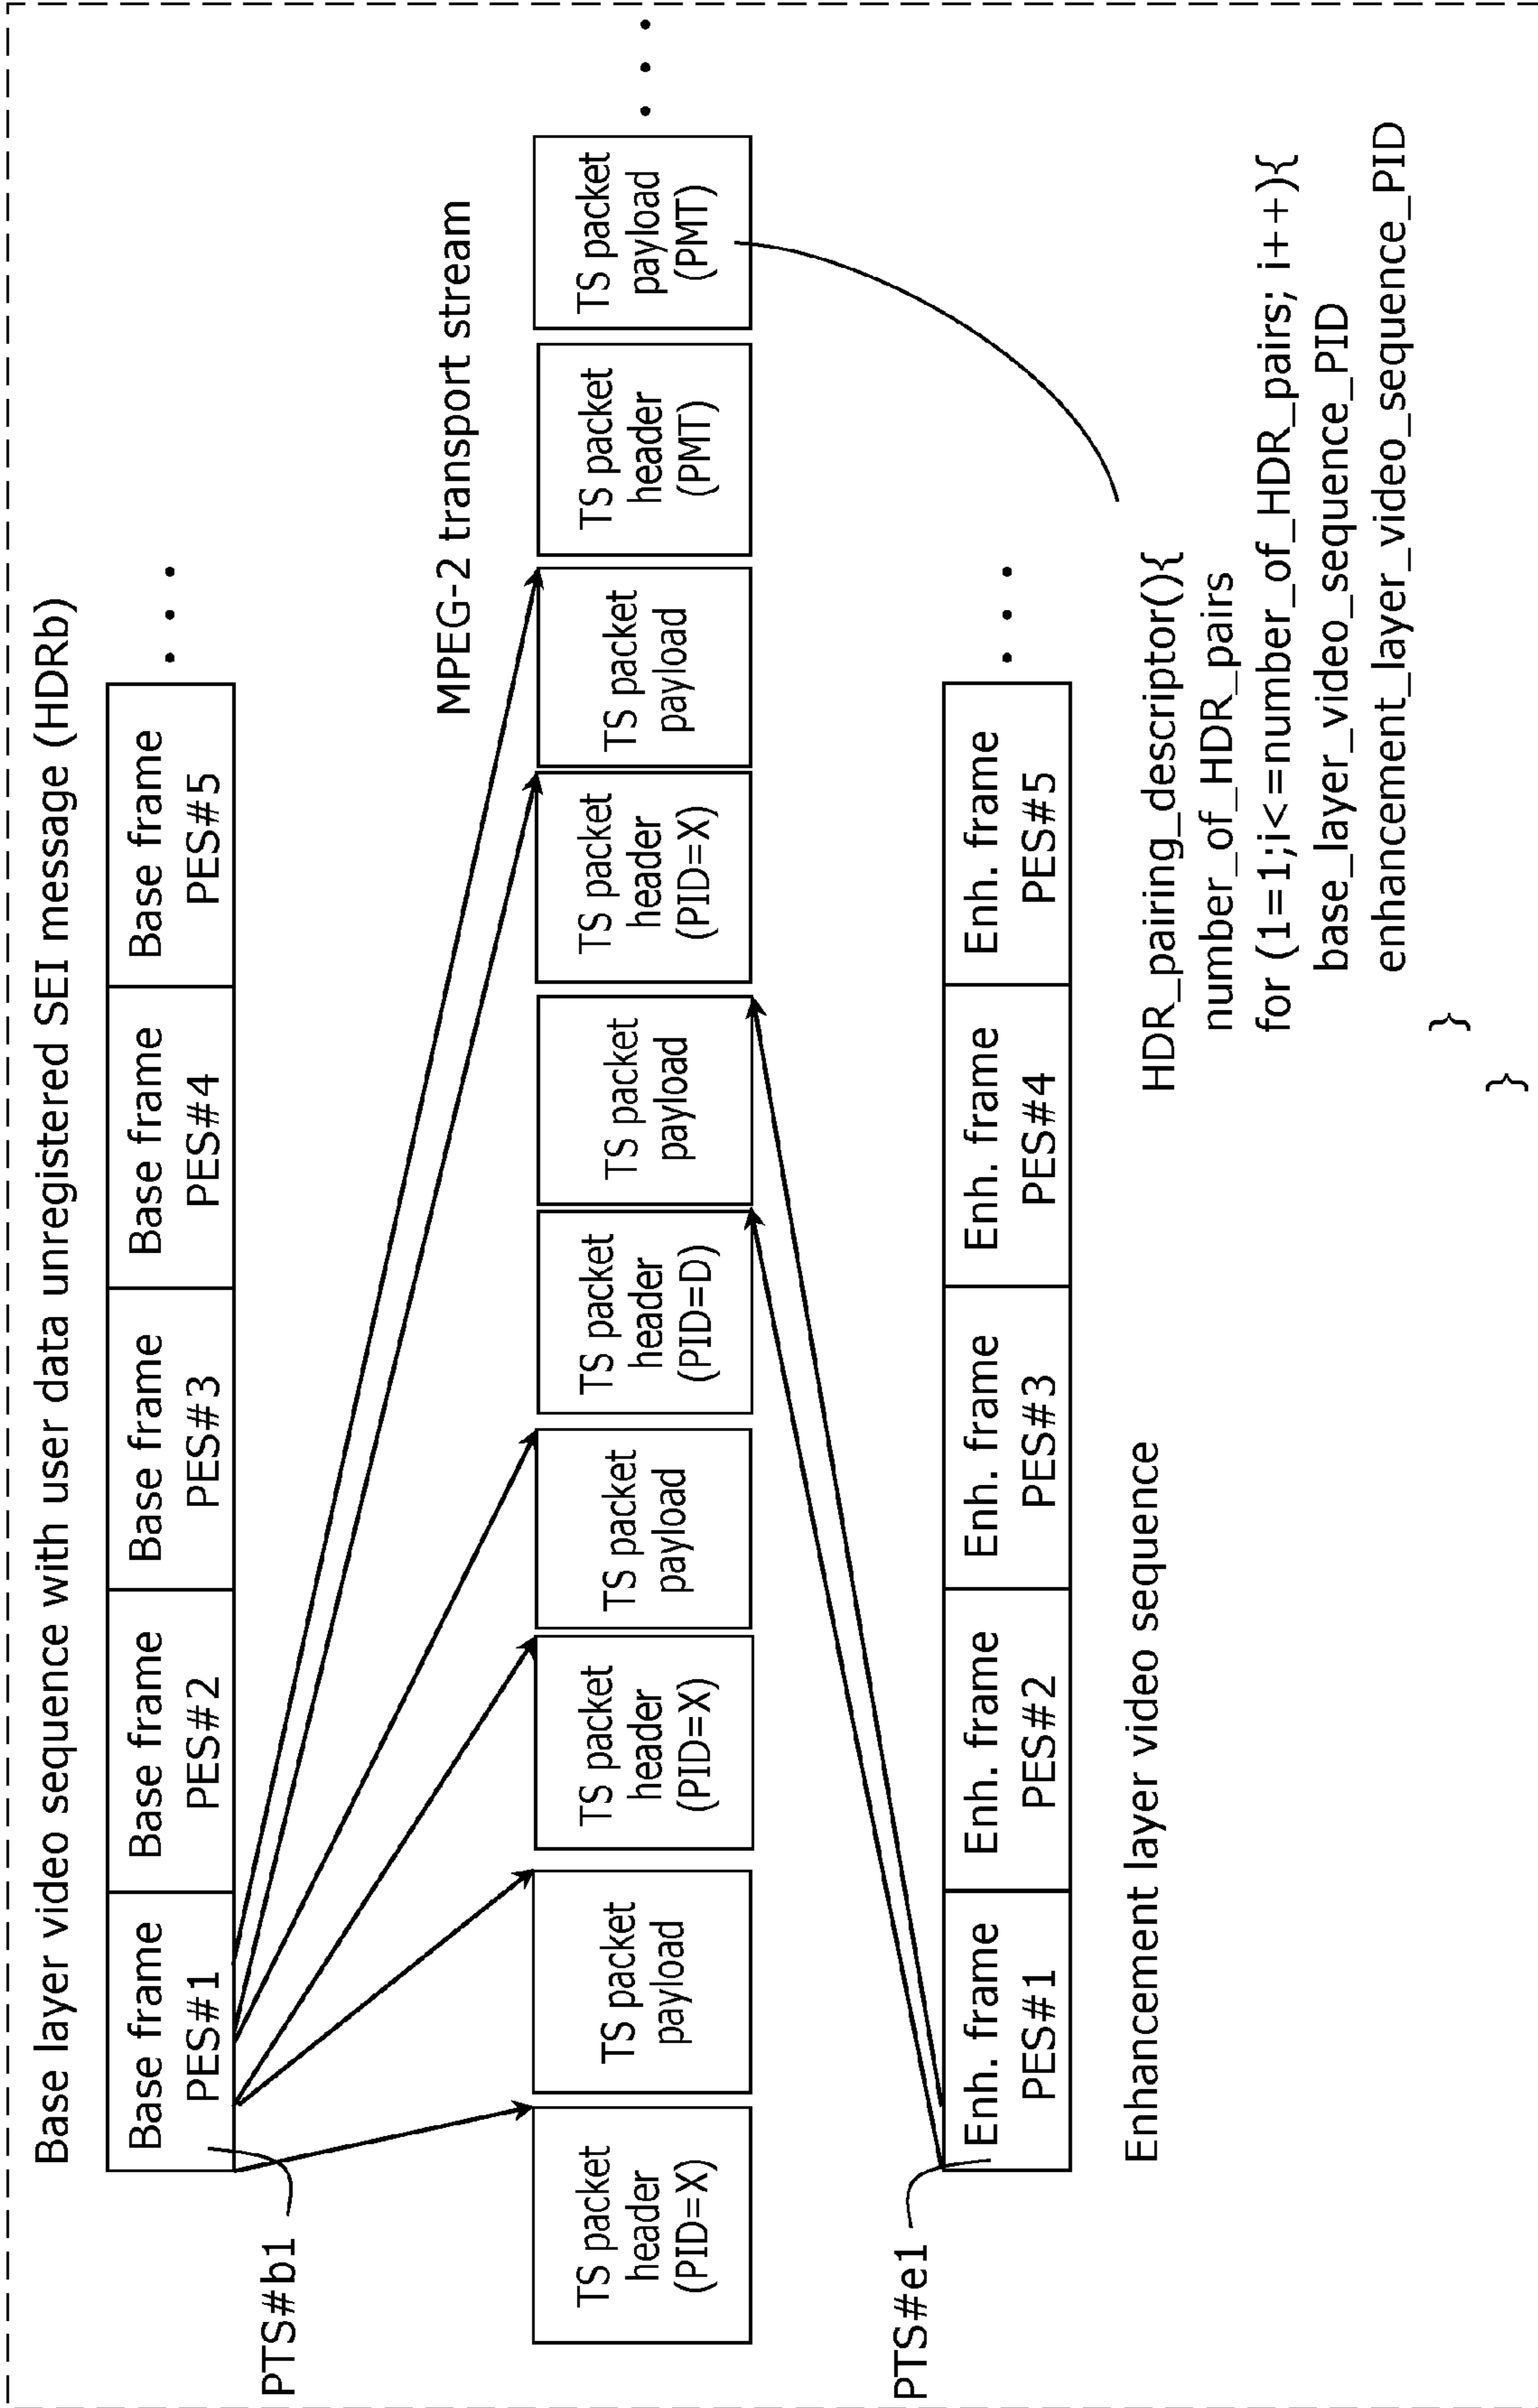 Base layer video sequence with user data unregistered SEI message (HDRb)
Base frame
PES#1
Base frame
PES#2
Base frame
PES#3
Base frame
PES#4
Base frame
PES#5
PTS#b1
MPEG-2 transport stream
TS packet
header
(PID=X)
TS packet
payload
TS packet
header
(PID=X)
TS packet
payload
TS packet
header
(PID=D)
TS packet
payload
TS packet
header
(PID=X)
TS packet
payload
TS packet
header
(PMT)
TS packet
payload
(PMT)
PTS#e1
Enh. frame
PES#1
Enh. frame
PES#2
Enh. frame
PES#3
Enh. frame
PES#4
Enh. frame
PES#5
Enhancement layer video sequence
HDR_pairing_descriptor(){
number_of_HDR_pairs
for (1=1;i<=number_of_HDR_pairs; i++){
base_layer_video_sequence_PID
enhancement_layer_video_sequence_PID
}
}